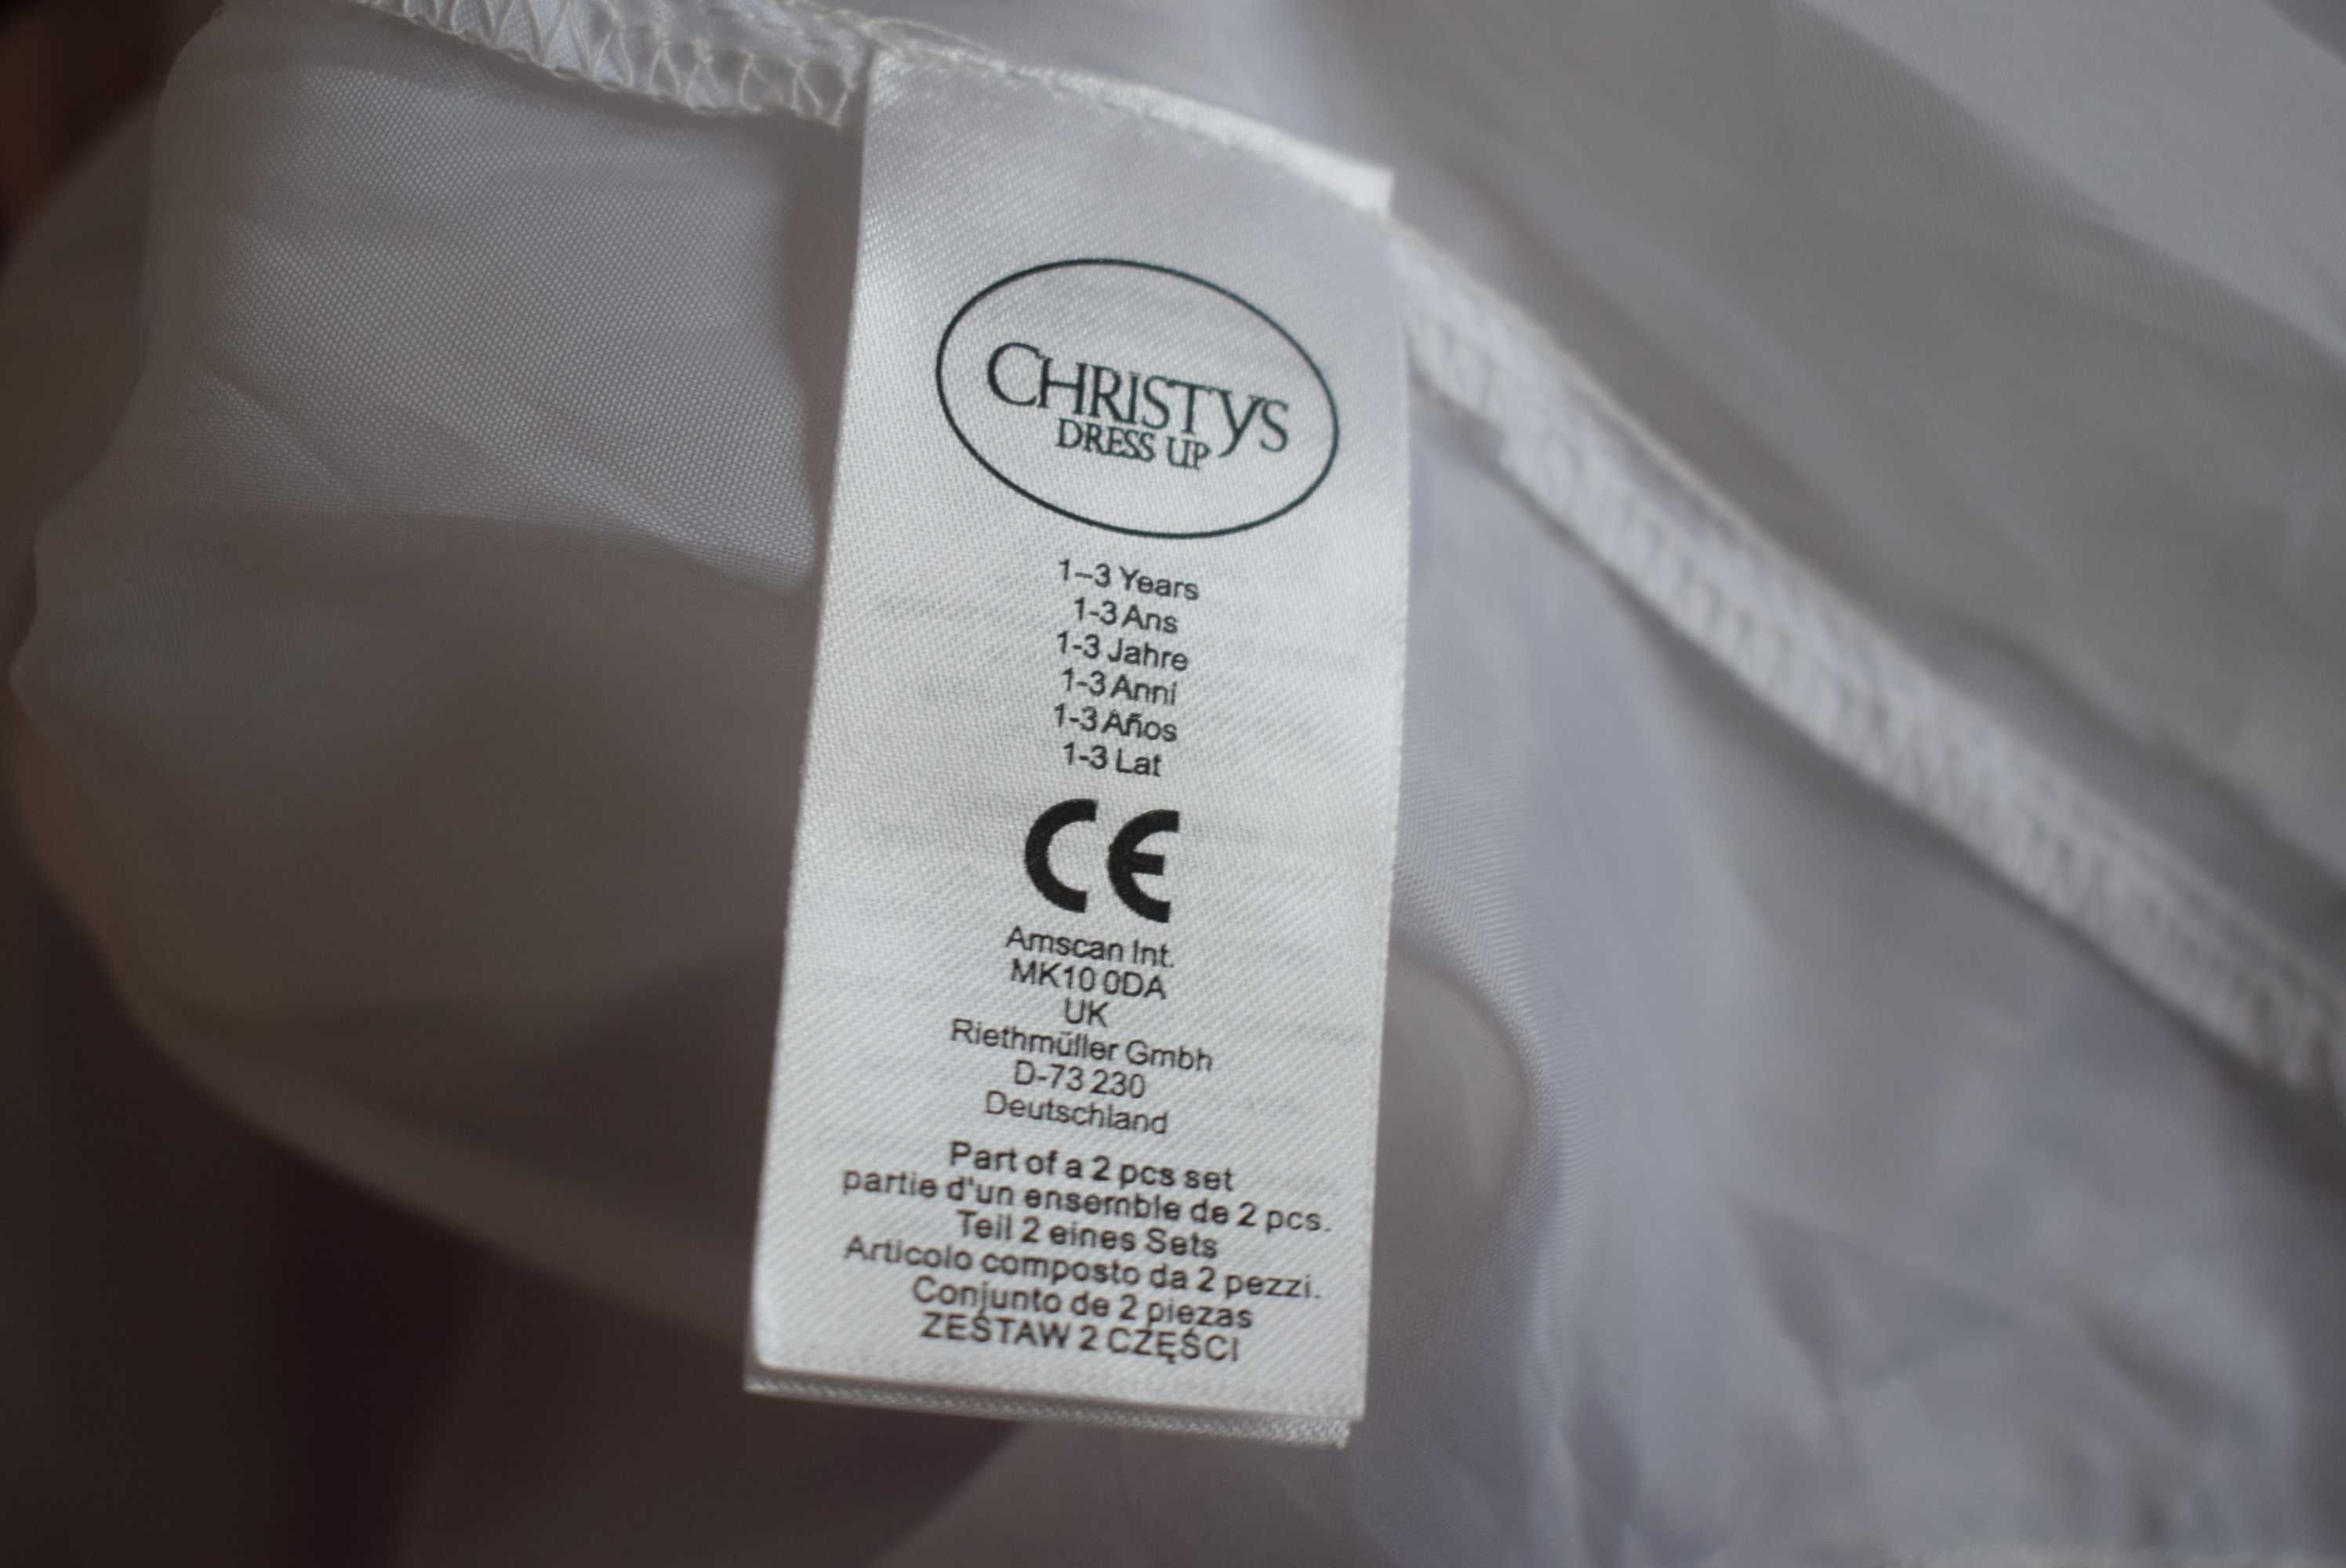 CHRISTYS
DRESS UP
1–3 Years
1-3 Ans
1-3 Jahre
1-3 Anni
1-3 Años
1-3 Lat
CE
Amscan Int.
MK10 0DA
UK
Riethmüller Gmbh
D-73 230
Deutschland
Part of a 2 pcs set
partie d'un ensemble de 2 pcs.
Teil 2 eines Sets
Articolo composto da 2 pezzi.
Conjunto de 2 piezas
ZESTAW 2 CZĘŚCI